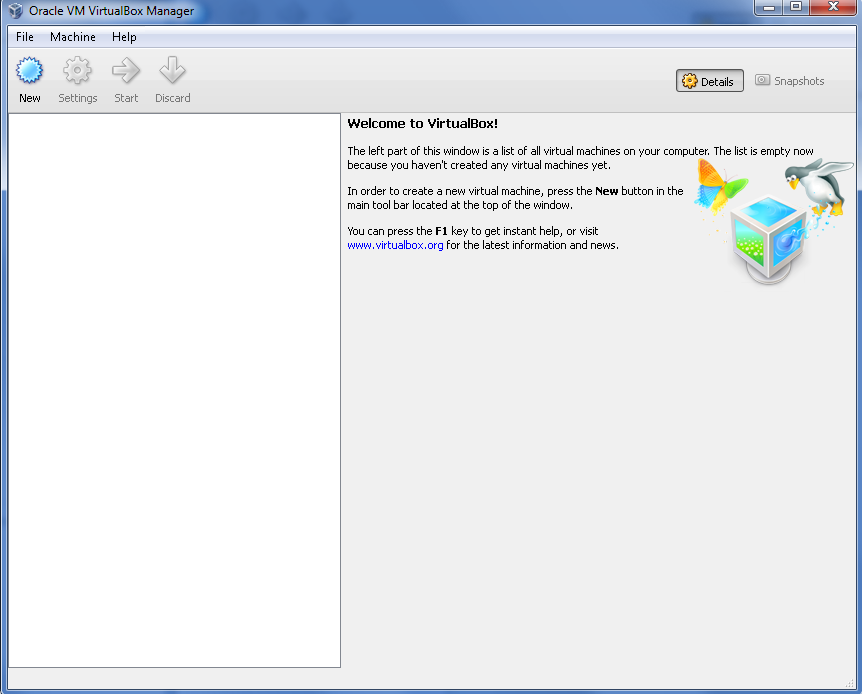 Oracle VM VirtualBox Manager
File Machine Help
New Settings Start Discard
Details Snapshots
Welcome to VirtualBox!
The left part of this window is a list of all virtual machines on your computer. The list is empty now
because you haven't created any virtual machines yet.
In order to create a new virtual machine, press the New button in the
main tool bar located at the top of the window.
You can press the F1 key to get instant help, or visit
www.virtualbox.org for the latest information and news.